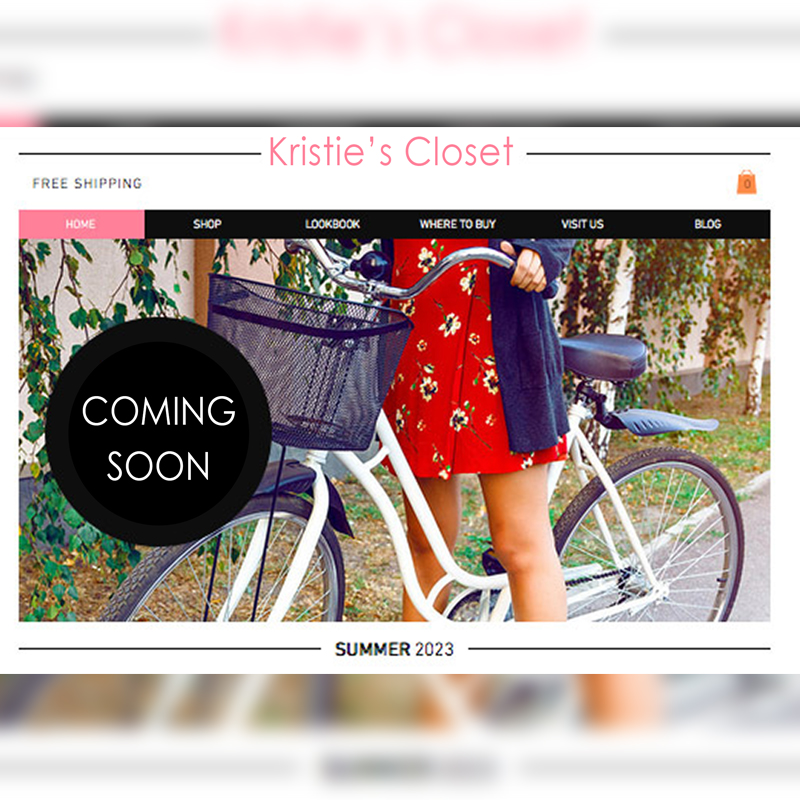 Kristie's Closet
FREE SHIPPING
0
HOME SHOP LOOKBOOK WHERE TO BUY VISIT US BLOG
COMING
SOON
SUMMER 2023